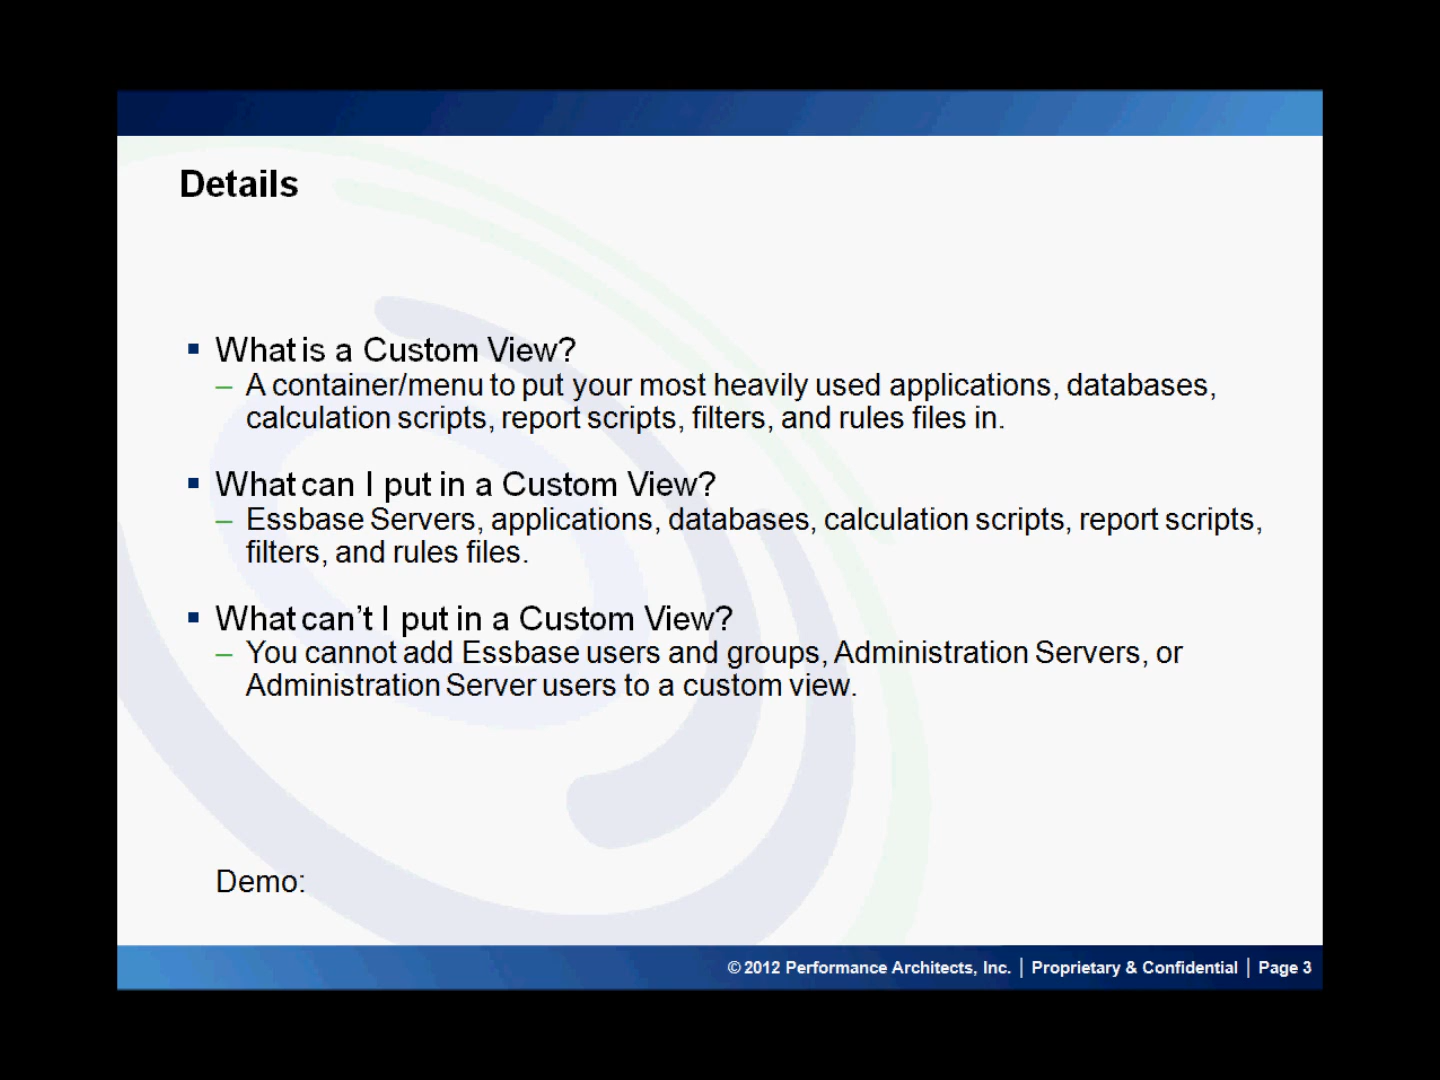 Details
What is a Custom View?
– A container/menu to put your most heavily used applications, databases,
calculation scripts, report scripts, filters, and rules files in.
What can I put in a Custom View?
– Essbase Servers, applications, databases, calculation scripts, report scripts,
filters, and rules files.
What can’t I put in a Custom View?
– You cannot add Essbase users and groups, Administration Servers, or
Administration Server users to a custom view.
Demo:
© 2012 Performance Architects, Inc. | Proprietary & Confidential | Page 3